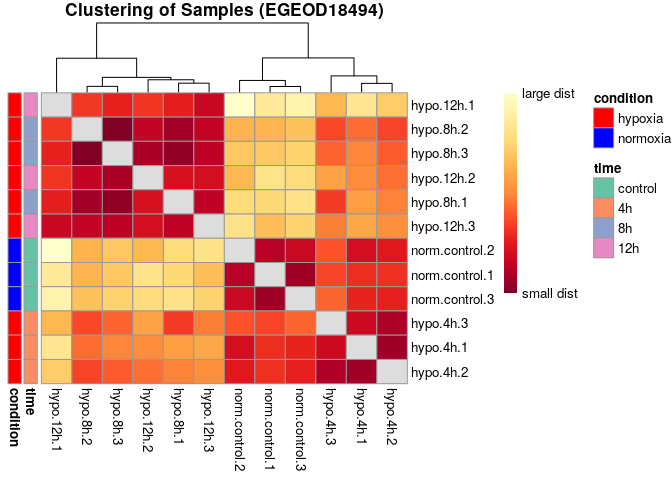 Clustering of Samples (EGEOD18494)
hypo.12h.1
hypo.8h.2
hypo.8h.3
hypo.12h.2
hypo.8h.1
hypo.12h.3
norm.control.2
norm.control.1
norm.control.3
hypo.4h.3
hypo.4h.1
hypo.4h.2
large dist
small dist
condition
hypoxia
normoxia
time
control
4h
8h
12h
condition
time
hypo.12h.1
hypo.8h.2
hypo.8h.3
hypo.12h.2
hypo.8h.1
hypo.12h.3
norm.control.2
norm.control.1
norm.control.3
hypo.4h.3
hypo.4h.1
hypo.4h.2